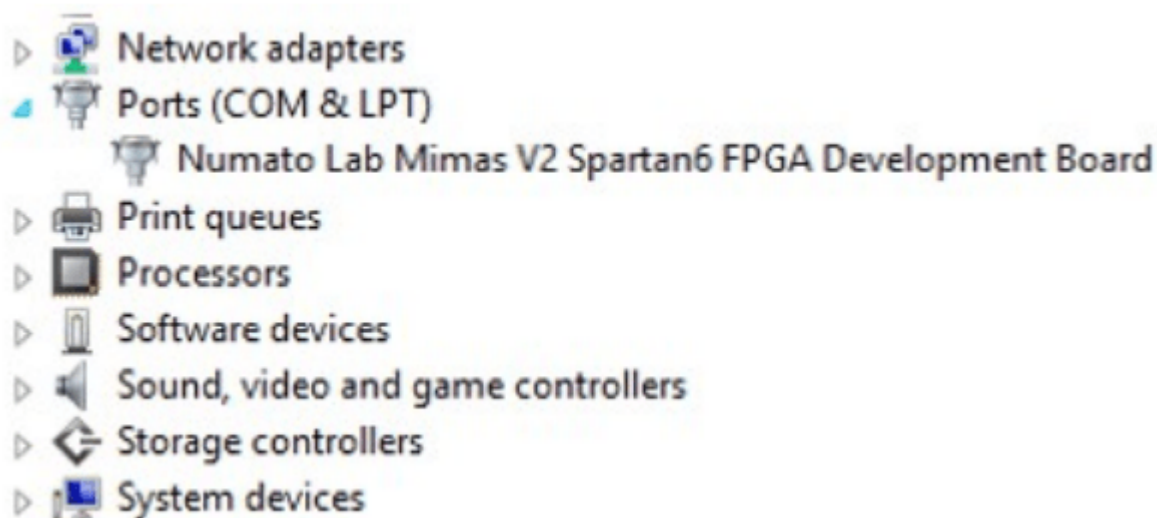 Network adapters
Ports (COM & LPT)
Numato Lab Mimas V2 Spartan6 FPGA Development Board
Print queues
Processors
Software devices
Sound, video and game controllers
Storage controllers
System devices